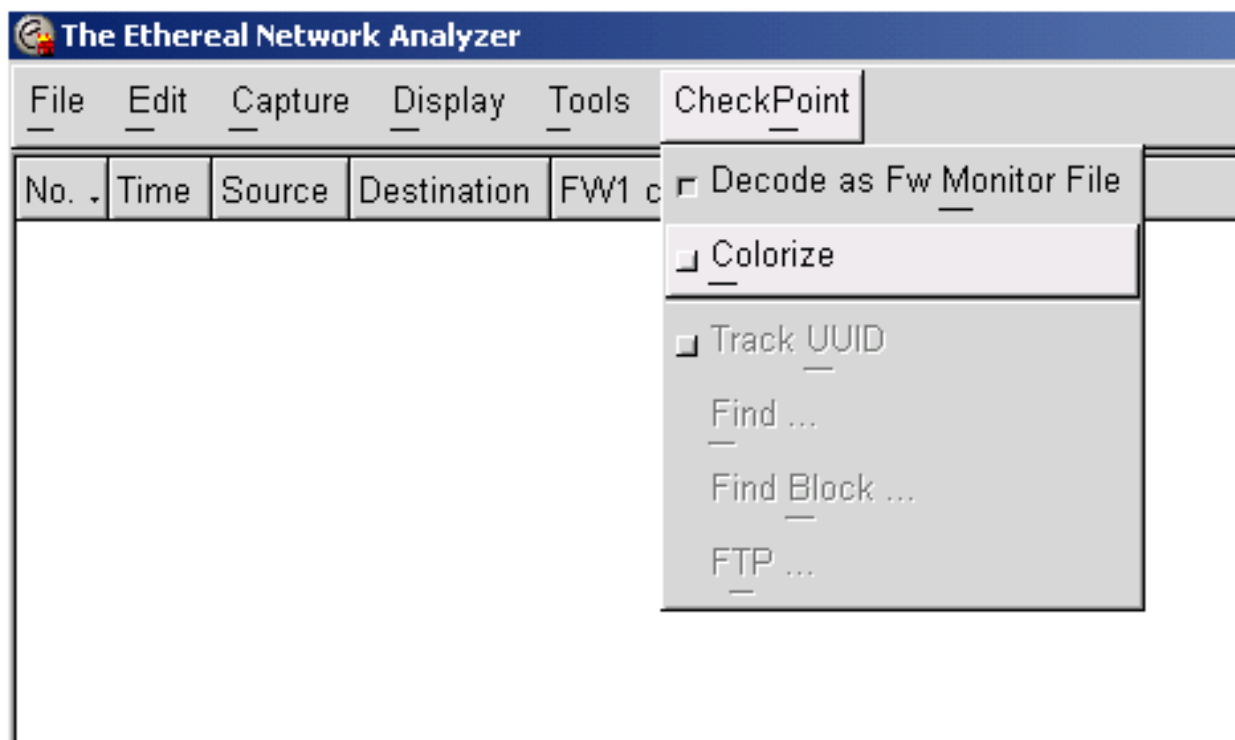 The Ethereal Network Analyzer
File Edit Capture Display Tools CheckPoint
No. Time Source Destination FW1
Decode as Fw Monitor File
Colorize
Track UUID
Find ...
Find Block ...
FTP ...